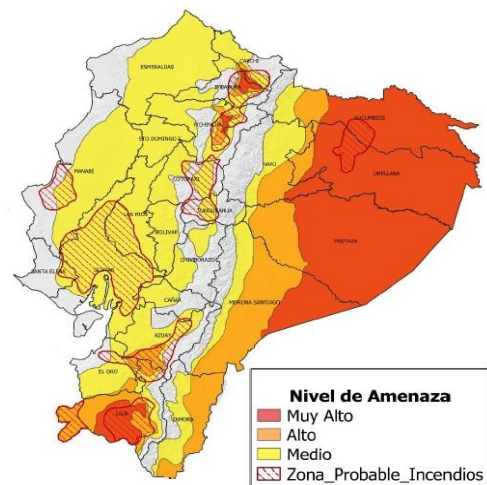 ESMERALDAS
CARCHI
IMBABURA
PICHINCHA
SUCUMBIOS
STO DOMINGO
NAPO
ORELLANA
MANABÍ
COTOPAXI
LOS RIOS
TUNGURAHUA
BOLIVAR
PASTAZA
SANTA ELENA
GUAYAS
CHIMBORAZO
MORONA SANTIAGO
CAÑAR
AZUAY
EL ORO
LOJA
ZAMORA
Nivel de Amenaza
Muy Alto
Alto
Medio
Zona_Probable_Incendios